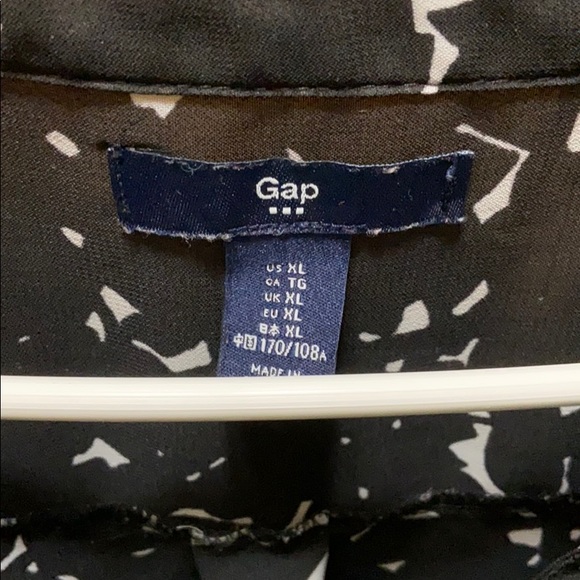 Gap
US XL
CA TG
UK XL
EU XL
日本 XL
中国 170/108A
MADE IN